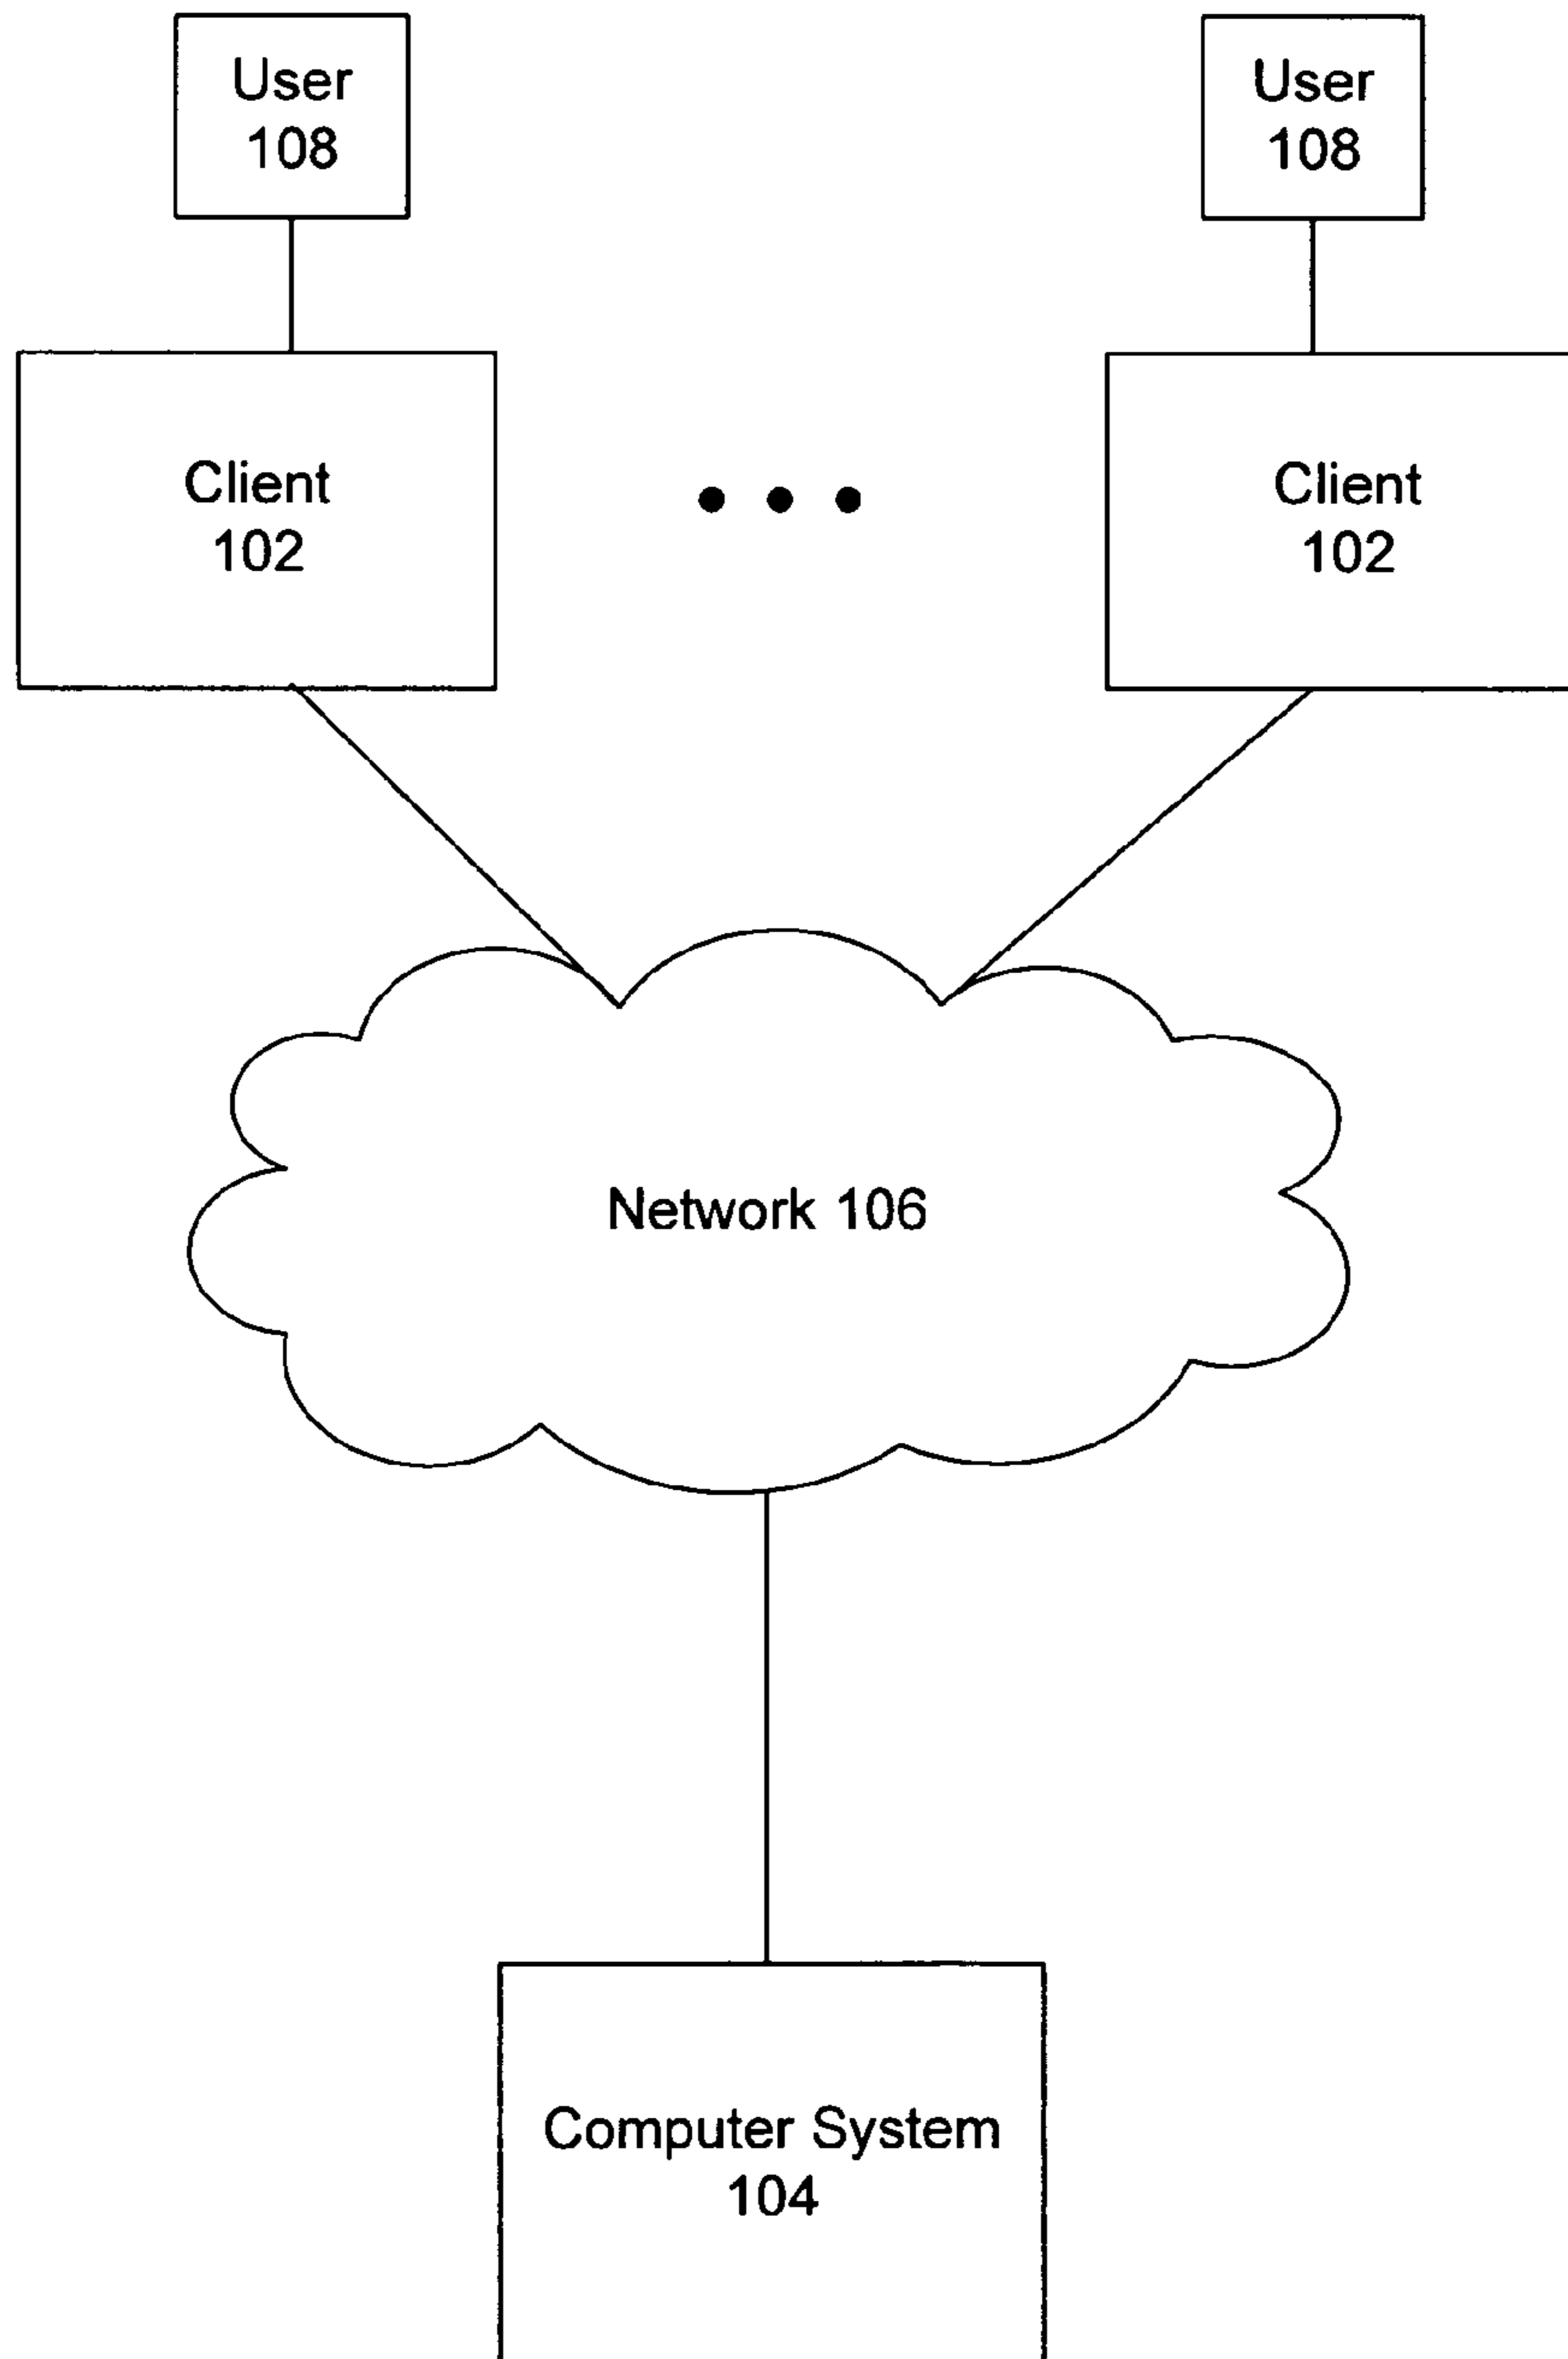 User
108
User
108
Client
102
Client
102
Network 106
Computer System
104